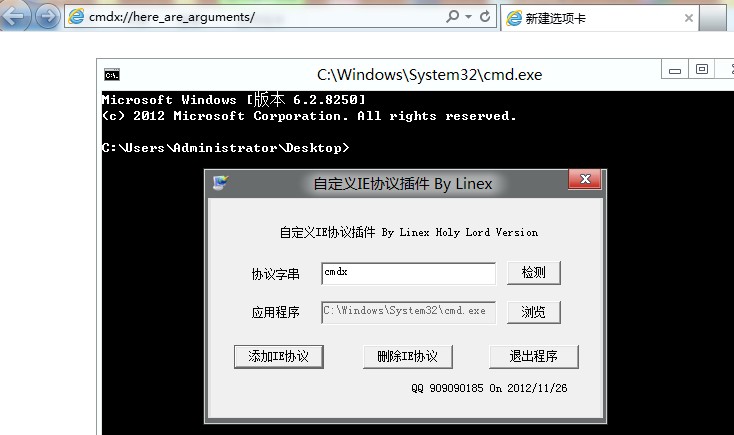 cmdx://here_are_arguments/
新建选项卡
C:\Windows\System32\cmd.exe
Microsoft Windows [版本 6.2.8250]
(c) 2012 Microsoft Corporation. All rights reserved.
C:\Users\Administrator\Desktop>
自定义IE协议插件 By Linex
自定义IE协议插件 By Linex Holy Lord Version
协议字串 cmdx 检测
应用程序 C:\Windows\System32\cmd.exe 浏览
添加IE协议 删除IE协议 退出程序
QQ 909090185 On 2012/11/26